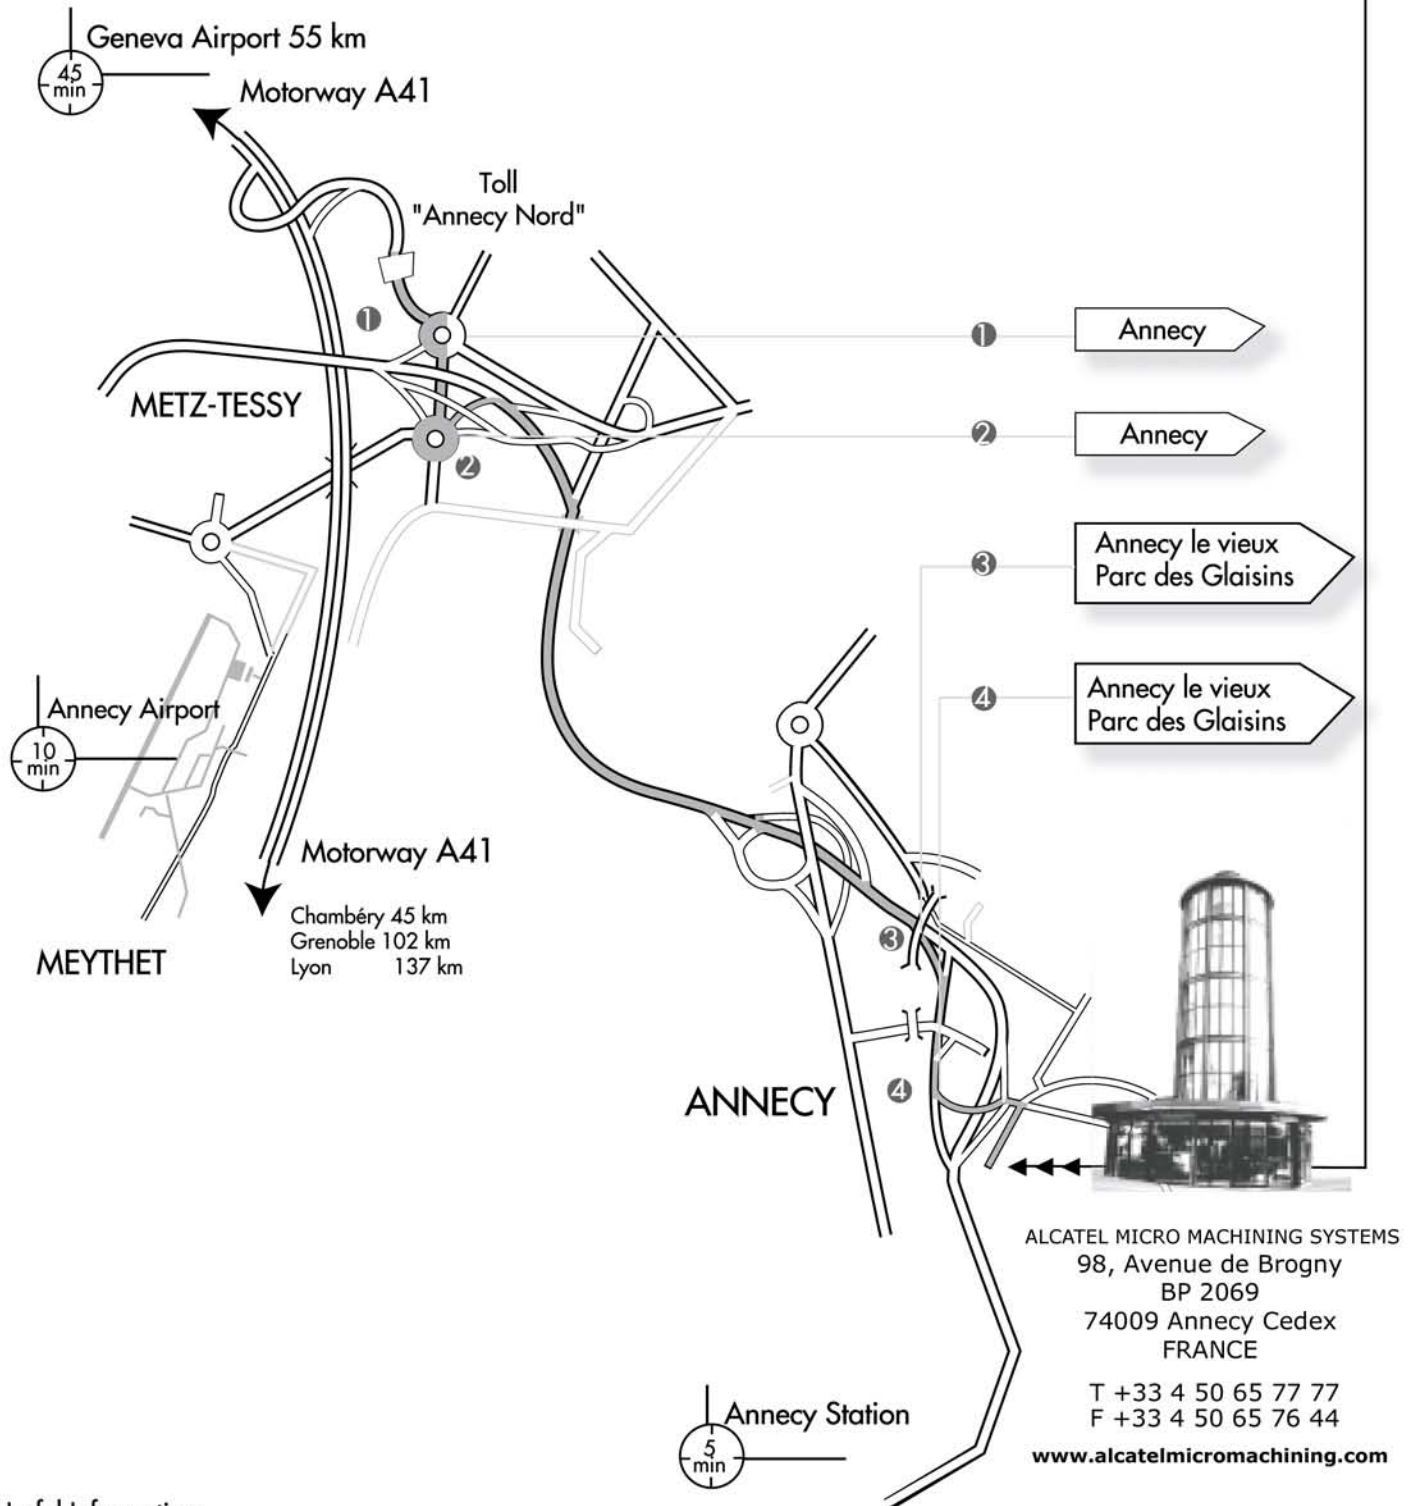 Geneva Airport 55 km
45
min
Motorway A41
Toll
"Annecy Nord"
1
1
Annecy
METZ-TESSY
2
Annecy
2
3
Annecy le vieux
Parc des Glaisins
4
Annecy le vieux
Parc des Glaisins
Annecy Airport
10
min
Motorway A41
Chambéry 45 km
Grenoble 102 km
Lyon 137 km
MEYTHET
3
ANNECY
4
ALCATEL MICRO MACHINING SYSTEMS
98, Avenue de Brogny
BP 2069
74009 Annecy Cedex
FRANCE
T +33 4 50 65 77 77
F +33 4 50 65 76 44
www.alcatelmicromachining.com
Annecy Station
5
min